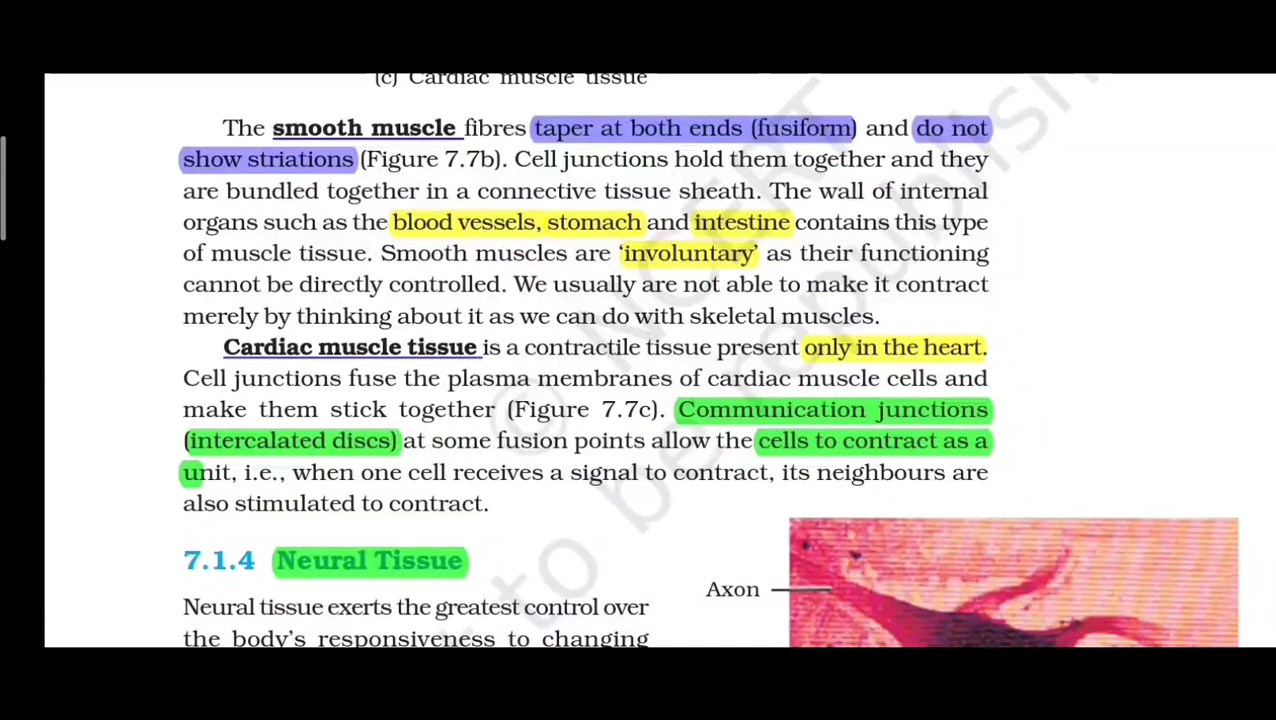 (c) Cardiac muscle tissue
The smooth muscle fibres taper at both ends (fusiform) and do not
show striations (Figure 7.7b). Cell junctions hold them together and they
are bundled together in a connective tissue sheath. The wall of internal
organs such as the blood vessels, stomach and intestine contains this type
of muscle tissue. Smooth muscles are ‘involuntary’ as their functioning
cannot be directly controlled. We usually are not able to make it contract
merely by thinking about it as we can do with skeletal muscles.
Cardiac muscle tissue is a contractile tissue present only in the heart.
Cell junctions fuse the plasma membranes of cardiac muscle cells and
make them stick together (Figure 7.7c). Communication junctions
(intercalated discs) at some fusion points allow the cells to contract as a
unit, i.e., when one cell receives a signal to contract, its neighbours are
also stimulated to contract.
7.1.4 Neural Tissue
Neural tissue exerts the greatest control over
the body’s responsiveness to changing
Axon
© NCERT
not to be republished